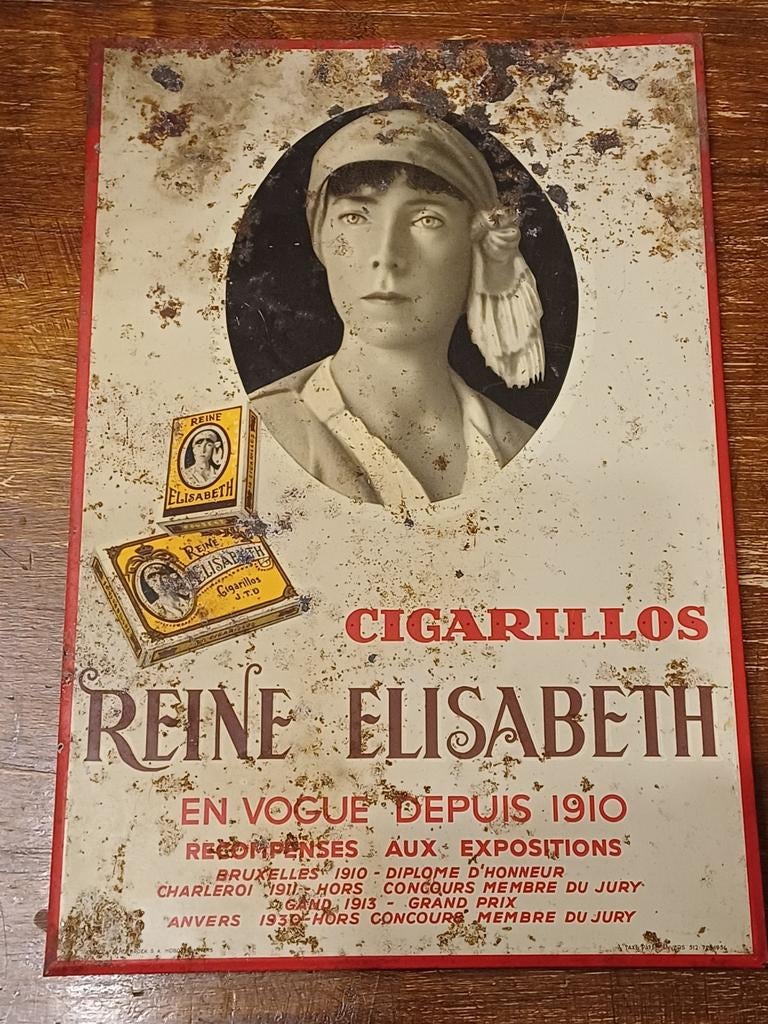 REINE
ELISABETH
REINE
ELISABETH
Cigarillos
J.T.D
CIGARILLOS
REINE ELISABETH
EN VOGUE DEPUIS 1910
RECOMPENSES AUX EXPOSITIONS
BRUXELLES 1910 - DIPLOME D'HONNEUR
CHARLEROI 1911 - HORS CONCOURS MEMBRE DU JURY
GAND 1913 - GRAND PRIX
ANVERS 1930 - HORS CONCOURS MEMBRE DU JURY